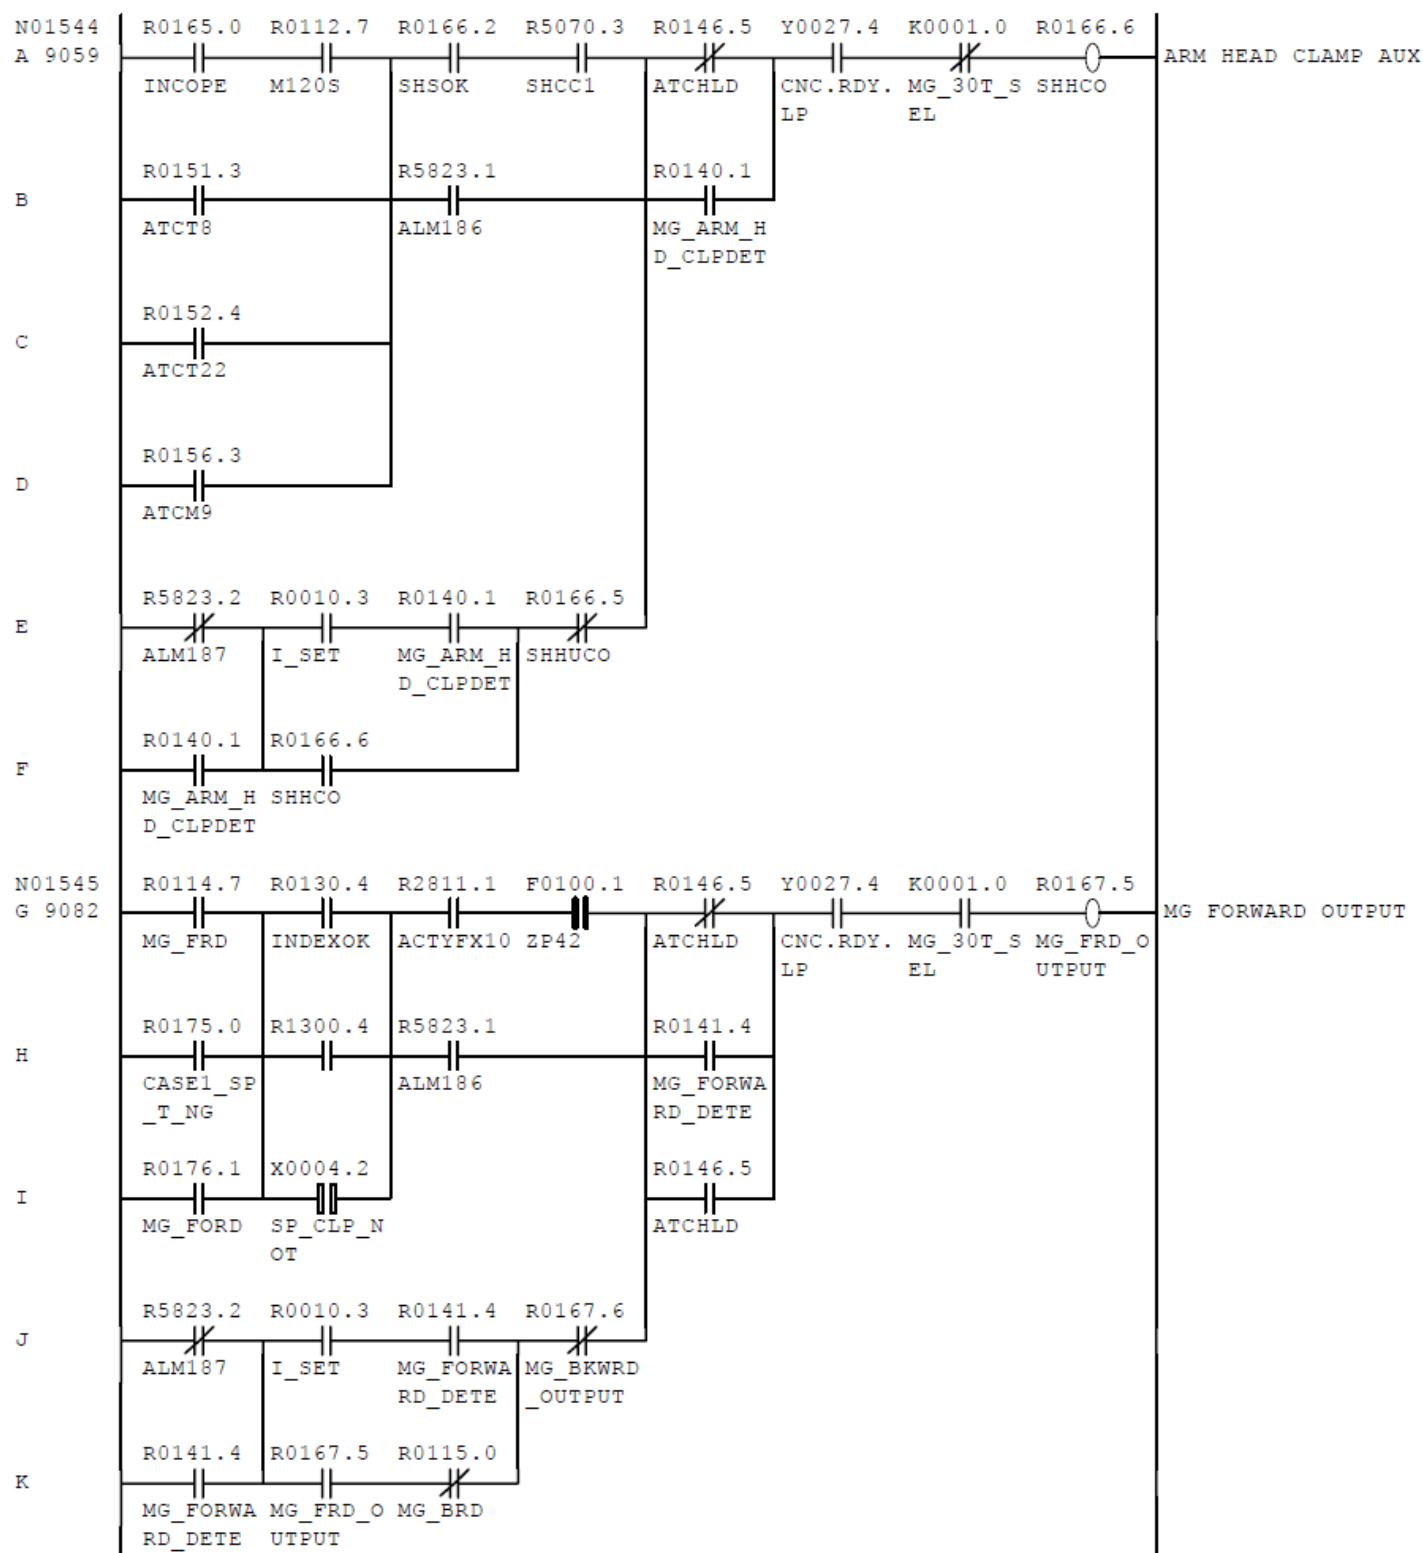 N01544 R0165.0 R0112.7 R0166.2 R5070.3 R0146.5 Y0027.4 K0001.0 R0166.6
A 9059 ARM HEAD CLAMP AUX
INCOPE M120S SHSOK SHCC1 ATCHLD CNC.RDY. MG_30T_S SHHCO
LP EL
R0151.3 R5823.1 R0140.1
B
ATCT8 ALM186 MG_ARM_H
D_CLPDET
R0152.4
C
ATCT22
R0156.3
D
ATCM9
R5823.2 R0010.3 R0140.1 R0166.5
E
ALM187 I_SET MG_ARM_H SHHUCO
D_CLPDET
R0140.1 R0166.6
F
MG_ARM_H SHHCO
D_CLPDET
N01545 R0114.7 R0130.4 R2811.1 F0100.1 R0146.5 Y0027.4 K0001.0 R0167.5
G 9082 MG FORWARD OUTPUT
MG_FRD INDEXOK ACTYFX10 ZP42 ATCHLD CNC.RDY. MG_30T_S MG_FRD_O
LP EL UTPUT
R0175.0 R1300.4 R5823.1 R0141.4
H
CASE1_SP ALM186 MG_FORWA
_T_NG RD_DETE
R0176.1 X0004.2 R0146.5
I
MG_FORD SP_CLP_N ATCHLD
OT
R5823.2 R0010.3 R0141.4 R0167.6
J
ALM187 I_SET MG_FORWA MG_BKWRD
RD_DETE _OUTPUT
R0141.4 R0167.5 R0115.0
K
MG_FORWA MG_FRD_O MG_BRD
RD_DETE UTPUT